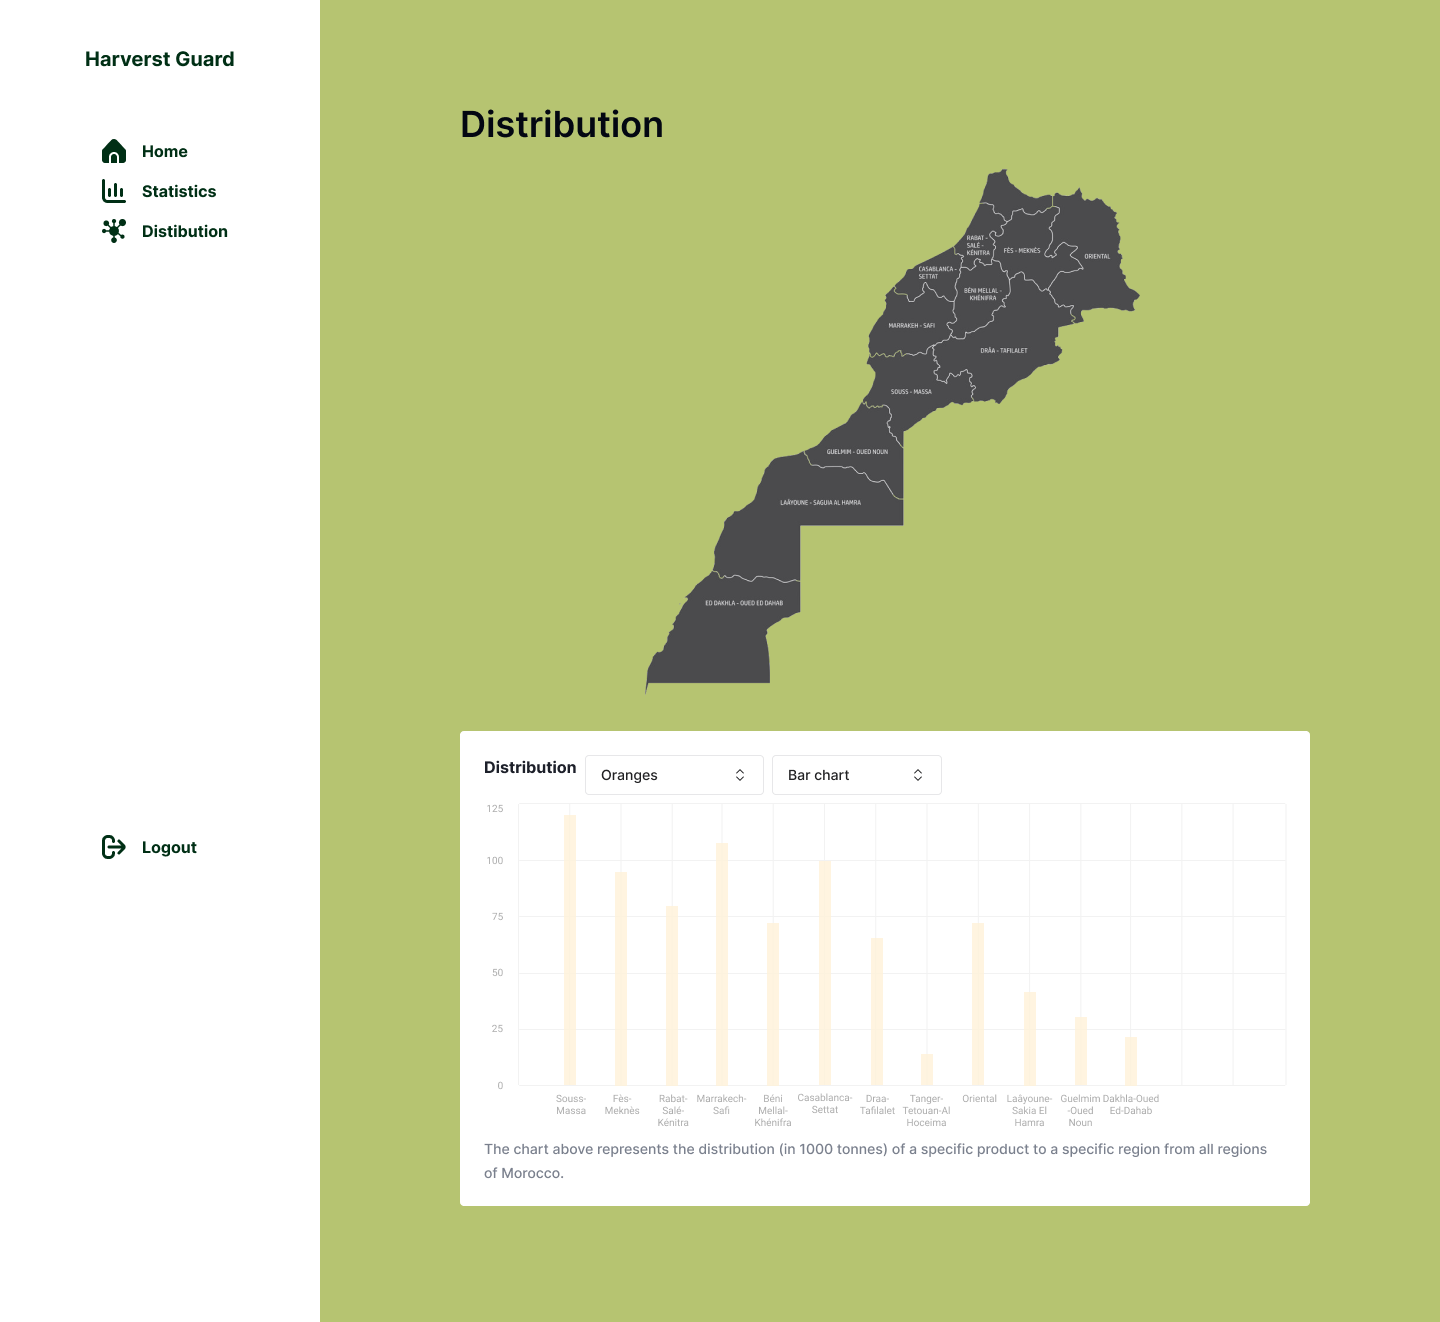 Harverst Guard
Home
Statistics
Distibution
Logout
Distribution
RABAT -
SALÉ -
KÉNITRA
FÈS - MEKNÈS
ORIENTAL
CASABLANCA -
SETTAT
BÉNI MELLAL -
KHÉNIFRA
MARRAKEH - SAFI
DRÂA - TAFILALET
SOUSS - MASSA
GUELMIM - OUED NOUN
LAÂYOUNE - SAGUIA AL HAMRA
ED DAKHLA - OUED ED DAHAB
Distribution
Oranges
Bar chart
125
100
75
50
25
0
Souss-
Massa
Fès-
Meknès
Rabat-
Salé-
Kénitra
Marrakech-
Safi
Béni
Mellal-
Khénifra
Casablanca-
Settat
Draa-
Tafilalet
Tanger-
Tetouan-Al
Hoceima
Oriental
Laâyoune-
Sakia El
Hamra
Guelmim
-Oued
Noun
Dakhla-Oued
Ed-Dahab
The chart above represents the distribution (in 1000 tonnes) of a specific product to a specific region from all regions
of Morocco.